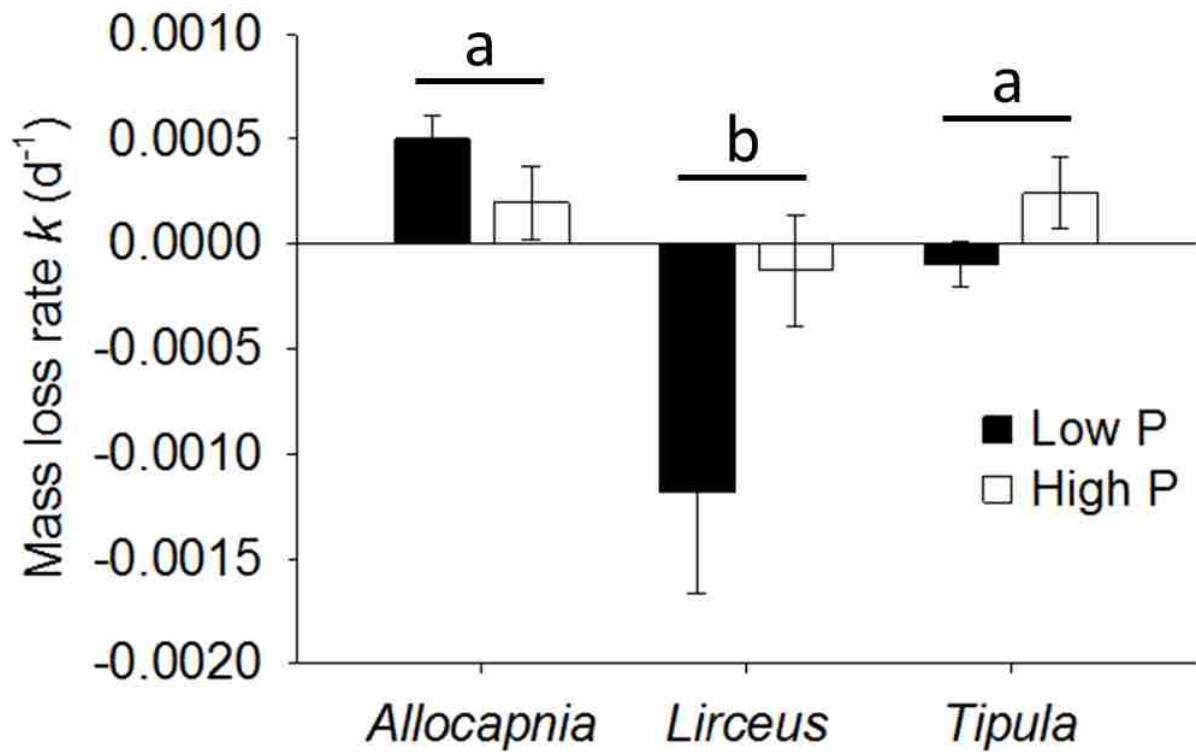 Mass loss rate k (d⁻¹)
0.0010
0.0005
0.0000
-0.0005
-0.0010
-0.0015
-0.0020
a
b
a
Low P
High P
Allocapnia
Lirceus
Tipula